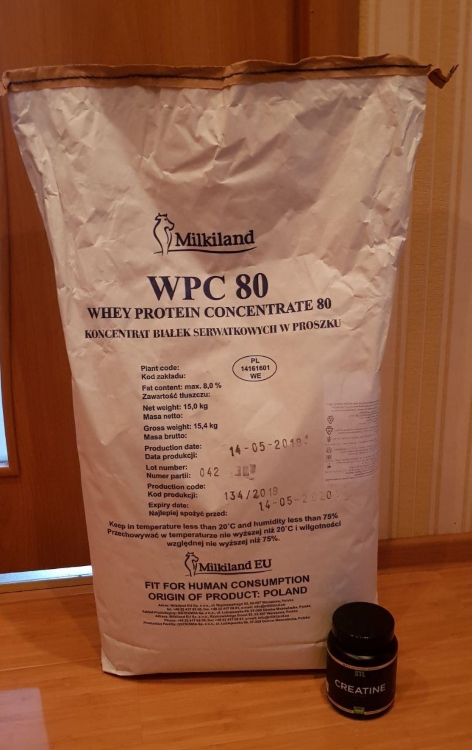 Milkiland
WPC 80
WHEY PROTEIN CONCENTRATE 80
KONCENTRAT BIAŁEK SERWATKOWYCH W PROSZKU
Plant code:
Kod zakładu:
PL
14161601
WE
Fat content: max. 8,0 %
Zawartość tłuszczu:
Net weight: 15,0 kg
Masa netto:
Gross weight: 15,4 kg
Masa brutto:
Production date: 14-05-2018
Data produkcji:
Lot number:
Numer partii: 042
Production code:
Kod produkcji: 134/2018
Expiry date: 14-05-2020
Najlepiej spożyć przed:
Keep in temperature less than 20°C and humidity less than 75%
Przechowywać w temperaturze nie wyższej niż 20°C i wilgotności
względnej nie wyższej niż 75%.
Milkiland EU
FIT FOR HUMAN CONSUMPTION
ORIGIN OF PRODUCT: POLAND
CREATINE